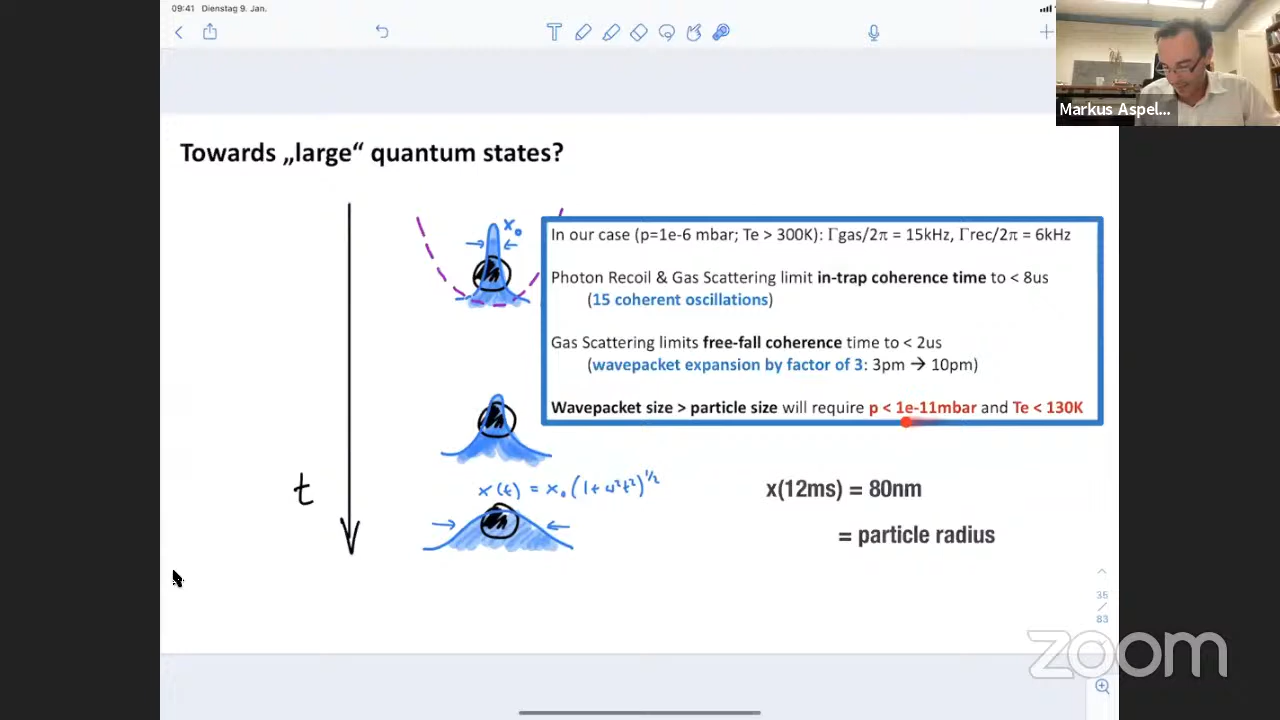 09:41 Dienstag 9. Jan.
Markus Aspel...
Towards „large“ quantum states?
x₀
In our case (p=1e-6 mbar; Te > 300K): Γgas/2π = 15kHz, Γrec/2π = 6kHz
Photon Recoil & Gas Scattering limit in-trap coherence time to < 8us
(15 coherent oscillations)
Gas Scattering limits free-fall coherence time to < 2us
(wavepacket expansion by factor of 3: 3pm → 10pm)
Wavepacket size > particle size will require p < 1e-11mbar and Te < 130K
t
x(t) = x₀(1+ω²t²)^1/2
x(12ms) = 80nm
= particle radius
35
/
83
zoom